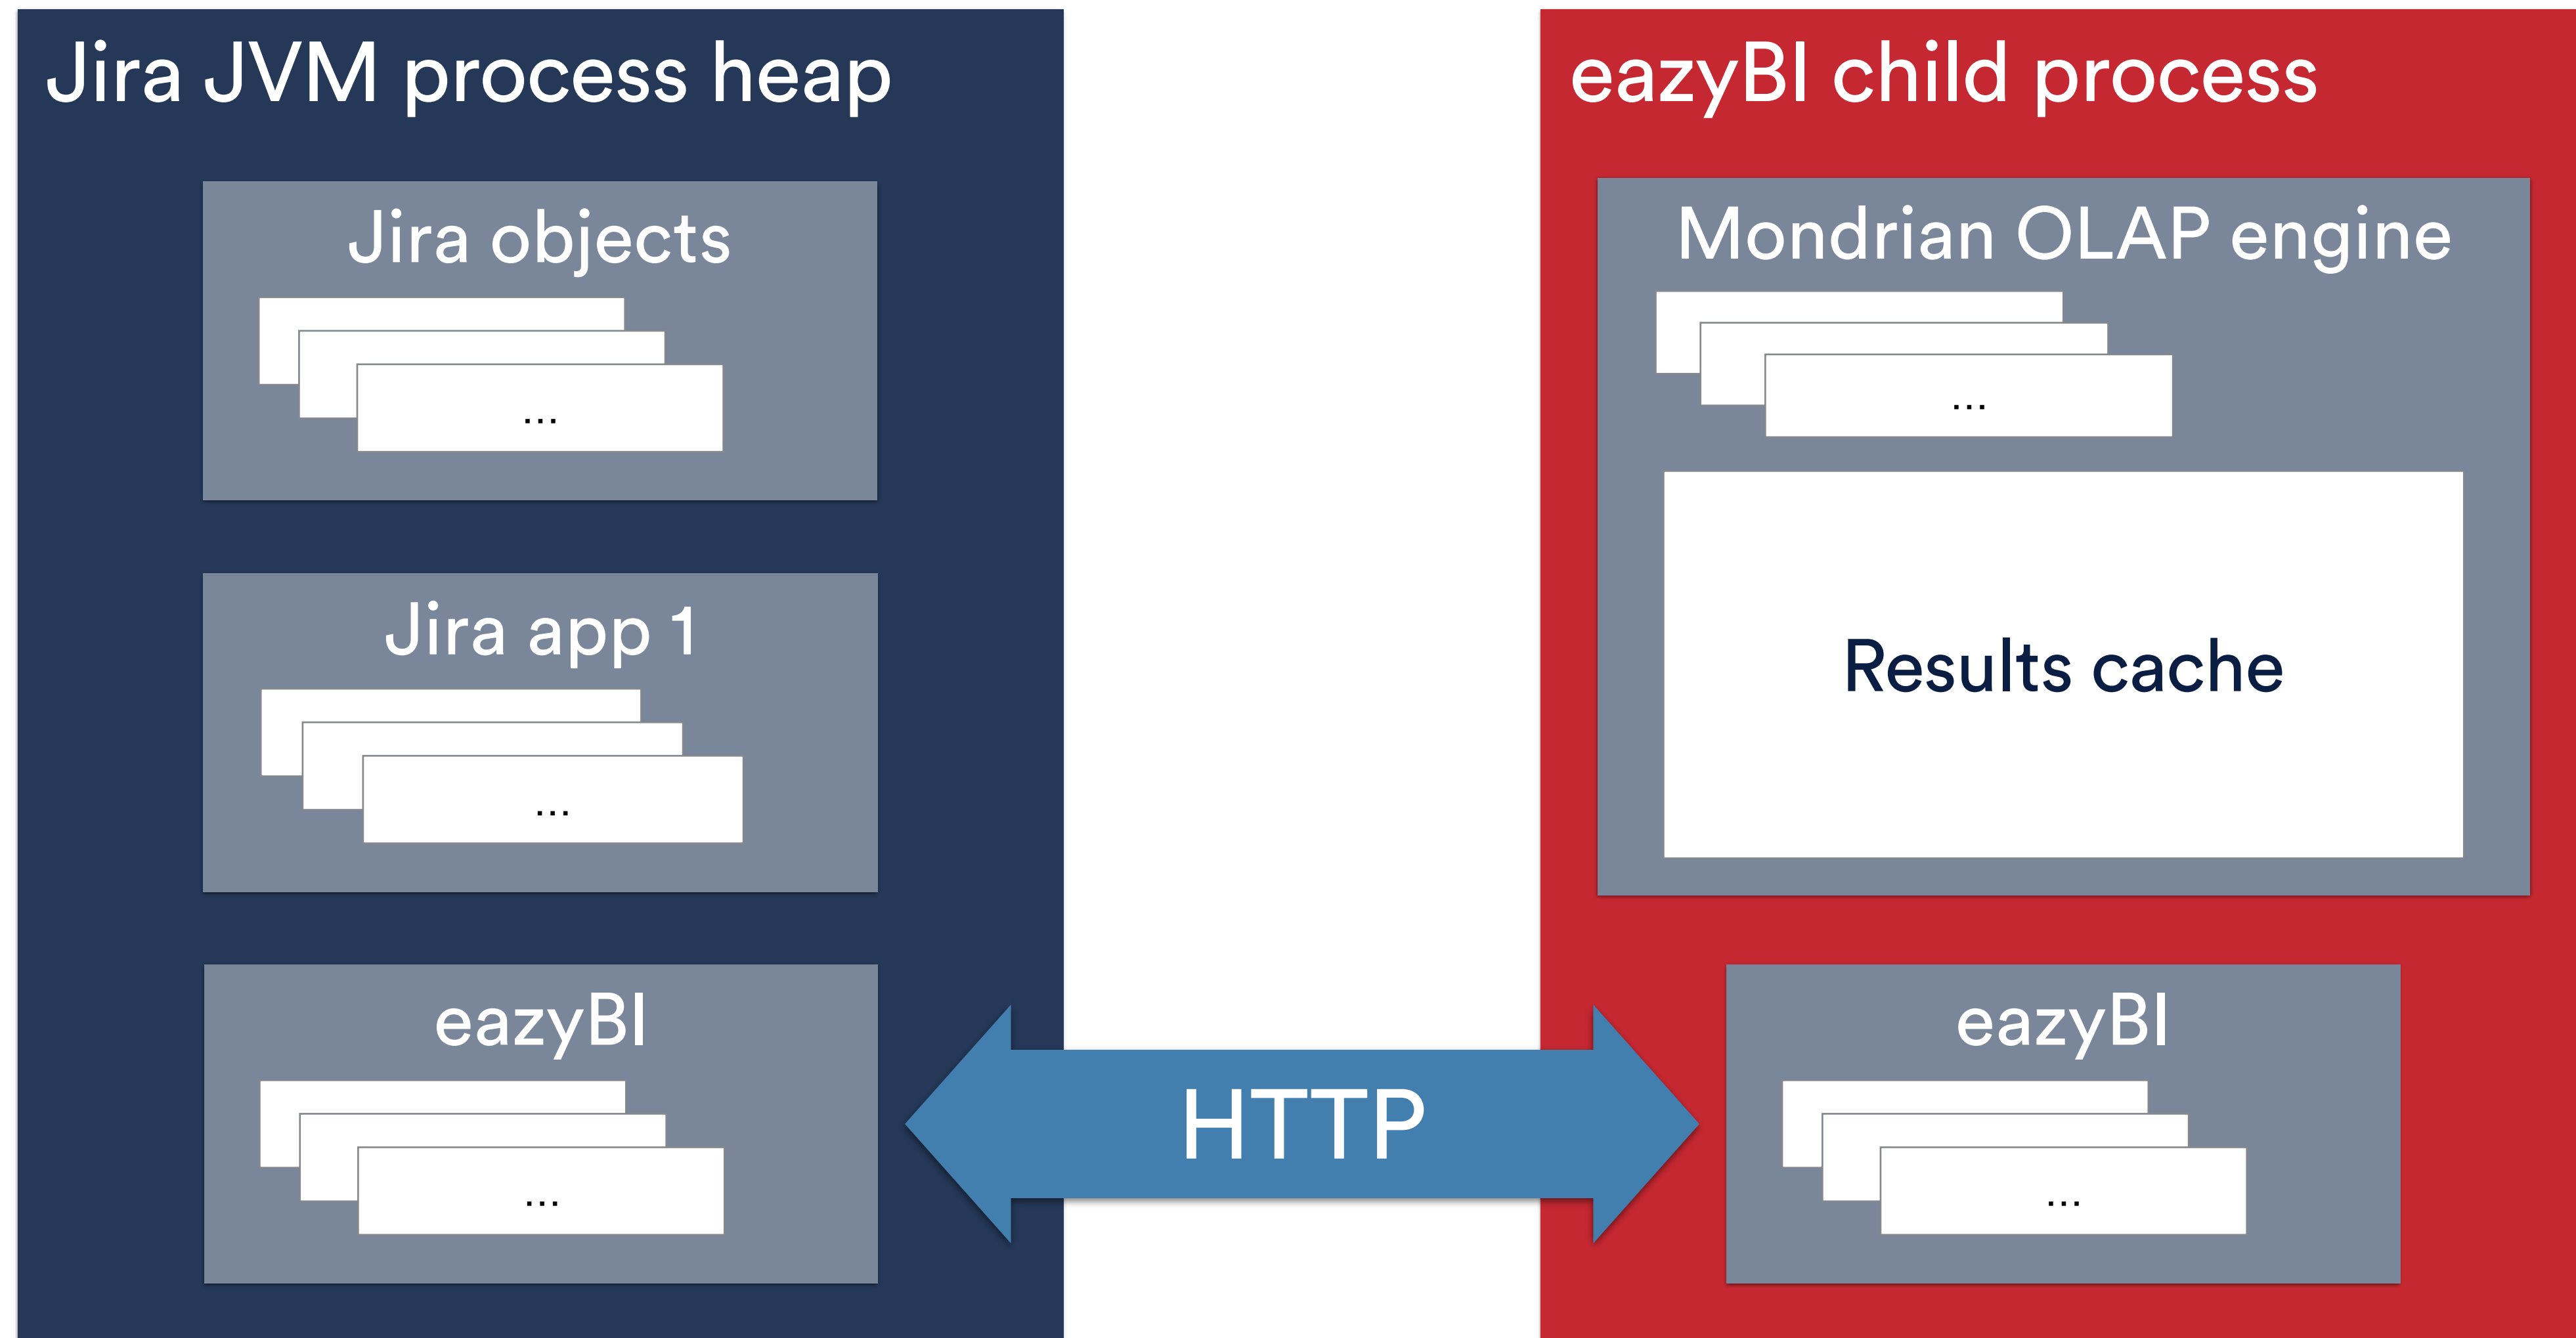 Jira JVM process heap
Jira objects
...
Jira app 1
...
eazyBI
...
HTTP
eazyBI child process
Mondrian OLAP engine
...
Results cache
eazyBI
...